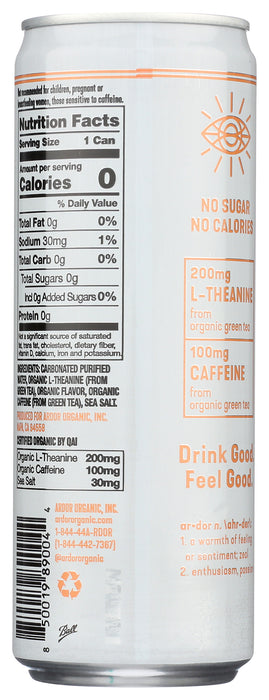 Not recommended for children, pregnant or
breastfeeding women, those sensitive to caffeine.
Nutrition Facts
Serving Size 1 Can
Amount per serving
Calories 0
% Daily Value
Total Fat 0g 0%
Sodium 30mg 1%
Total Carb 0g 0%
Total Sugars 0g
Incl 0g Added Sugars 0%
Protein 0g
Not a significant source of saturated
fat, trans fat, cholesterol, dietary fiber,
vitamin D, calcium, iron and potassium.
INGREDIENTS: CARBONATED PURIFIED
WATER, ORGANIC L-THEANINE (FROM
GREEN TEA), ORGANIC FLAVOR, ORGANIC
CAFFEINE (FROM GREEN TEA), SEA SALT.
PRODUCED FOR ARDOR ORGANIC, INC.
CA 94558
CERTIFIED ORGANIC BY QAI
Organic L-Theanine 200mg
Organic Caffeine 100mg
Sea Salt 30mg
ARDOR ORGANIC, INC.
ardororganic.com
1-844-44A-RDOR
(1-844-442-7367)
@ardororganic
8 50019 89004 4
Ball
NO SUGAR
NO CALORIES
200mg
L-THEANINE
from
organic green tea
100mg
CAFFEINE
from
organic green tea
Drink Good.
Feel Good.
ar•dor n. \ahr-der\
1. a warmth of feeling
or sentiment; zeal
2. enthusiasm, passion